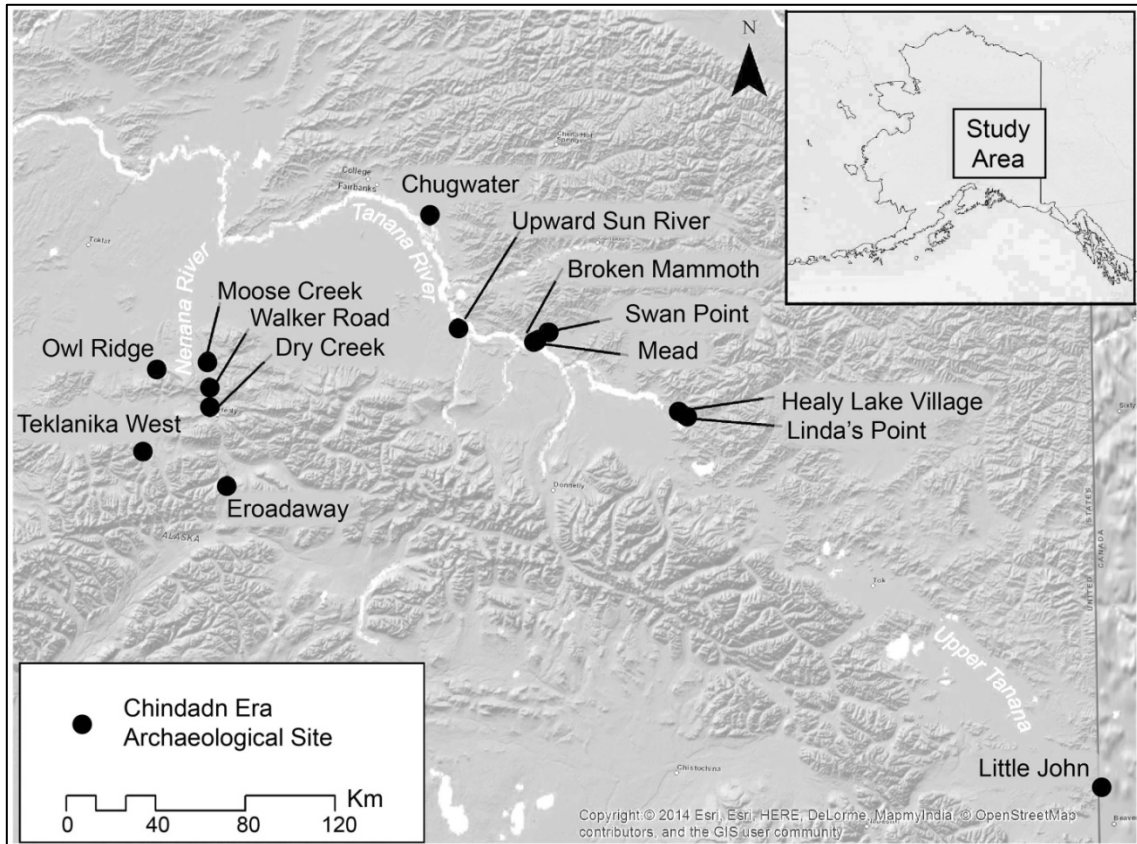 N
Study
Area
Chena Hot
Springs
College
Fairbanks
Chugwater
Tanana River
Upward Sun River
Broken Mammoth
Swan Point
Mead
Nenana River
Moose Creek
Walker Road
Dry Creek
Owl Ridge
Teklanika West
Eroadaway
ALASKA
Healy Lake Village
Linda's Point
Donnelly
UNITED STATES
CANADA
Tok
Upper Tanana
Chistochina
Little John
Chindadn Era
Archaeological Site
Km
0 40 80 120
Copyright:© 2014 Esri, Esri, HERE, DeLorme, MapmyIndia, © OpenStreetMap
contributors, and the GIS user community